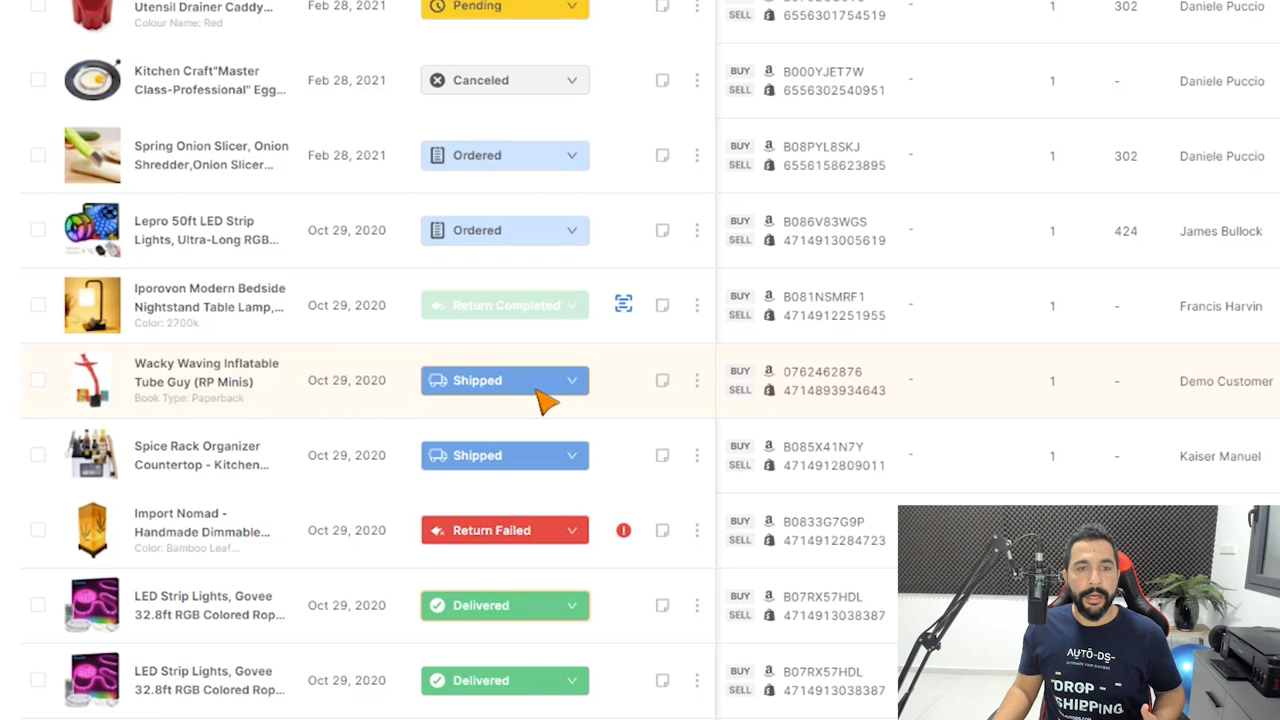 Utensil Drainer Caddy...
Colour Name: Red
Feb 28, 2021
Pending
SELL 6556301754519
1
302
Daniele Puccio
Kitchen Craft"Master
Class-Professional" Egg...
Feb 28, 2021
Canceled
BUY B000YJET7W
SELL 6556302540951
-
1
-
Daniele Puccio
Spring Onion Slicer, Onion
Shredder,Onion Slicer...
Feb 28, 2021
Ordered
BUY B08PYL8SKJ
SELL 6556158623895
-
1
302
Daniele Puccio
Lepro 50ft LED Strip
Lights, Ultra-Long RGB...
Oct 29, 2020
Ordered
BUY B086V83WGS
SELL 4714913005619
-
1
424
James Bullock
Iporovon Modern Bedside
Nightstand Table Lamp,...
Color: 2700k
Oct 29, 2020
Return Completed
BUY B081NSMRF1
SELL 4714912251955
-
1
-
Francis Harvin
Wacky Waving Inflatable
Tube Guy (RP Minis)
Book Type: Paperback
Oct 29, 2020
Shipped
BUY 0762462876
SELL 4714893934643
-
1
-
Demo Customer
Spice Rack Organizer
Countertop - Kitchen...
Oct 29, 2020
Shipped
BUY B085X41N7Y
SELL 4714912809011
-
1
-
Kaiser Manuel
Import Nomad -
Handmade Dimmable...
Color: Bamboo Leaf...
Oct 29, 2020
Return Failed
BUY B0833G7G9P
SELL 4714912284723
LED Strip Lights, Govee
32.8ft RGB Colored Rop...
Oct 29, 2020
Delivered
BUY B07RX57HDL
SELL 4714913038387
LED Strip Lights, Govee
32.8ft RGB Colored Rop...
Oct 29, 2020
Delivered
BUY B07RX57HDL
SELL 4714913038387
AUTO-DS-
AUTOMATE YOUR SUCCESS
DROP
SHIPPING